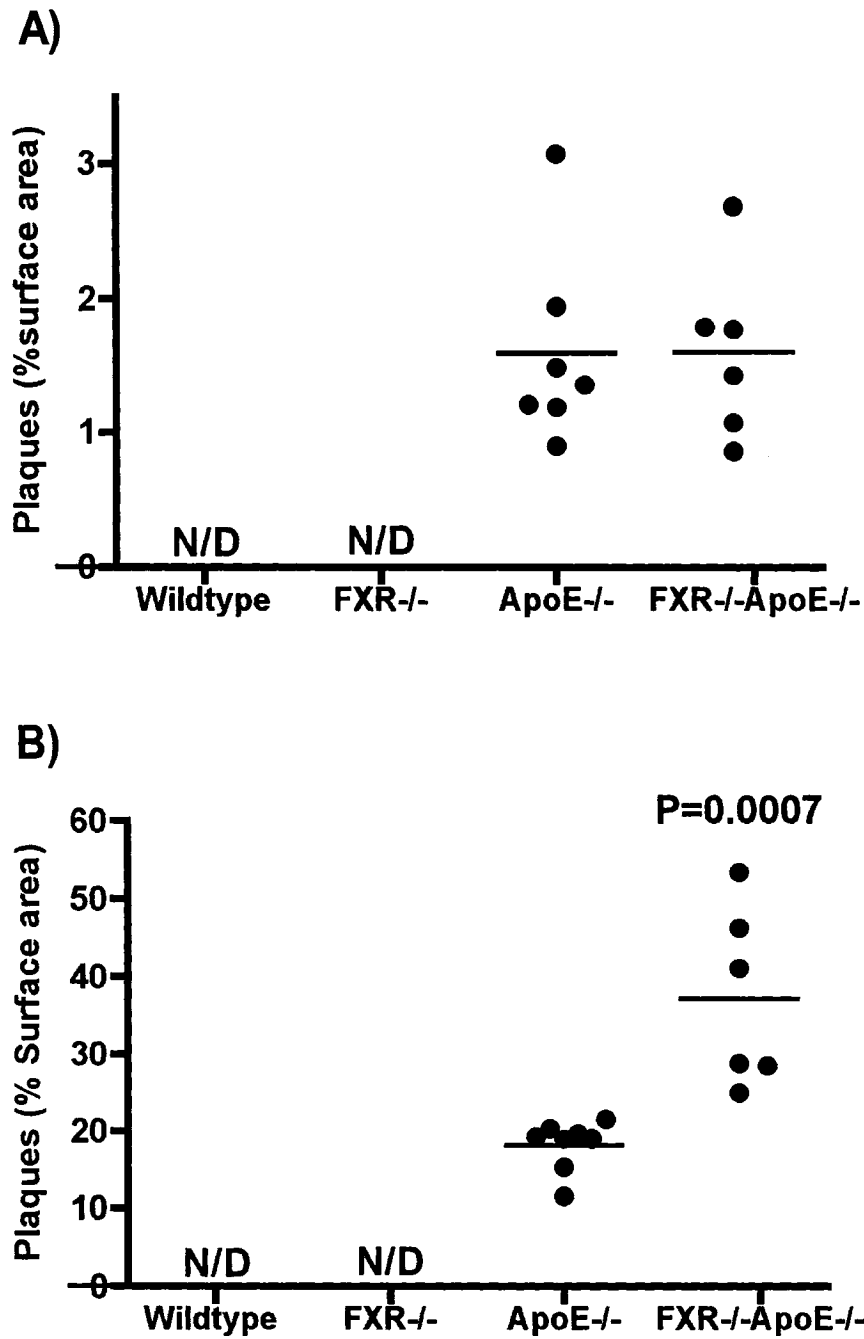 A)
Plaques (%surface area)
3
2
1
0
N/D
N/D
Wildtype
FXR-/-
ApoE-/-
FXR-/-ApoE-/-
B)
P=0.0007
Plaques (% Surface area)
60
50
40
30
20
10
0
N/D
N/D
Wildtype
FXR-/-
ApoE-/-
FXR-/-ApoE-/-